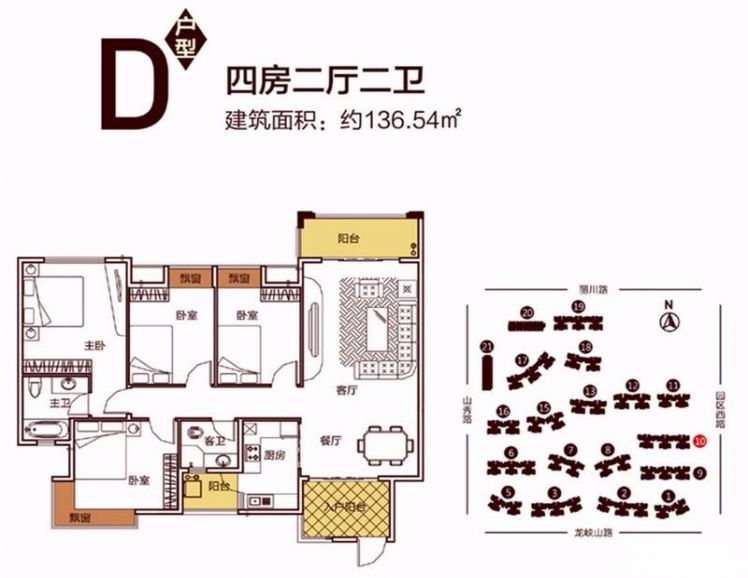 D户型
四房二厅二卫
建筑面积：约136.54㎡
阳台
飘窗
飘窗
主卧
卧室
卧室
客厅
主卫
客卫
厨房
餐厅
卧室
阳台
入户阳台
飘窗
丽川路
N
山秀路
园区西路
龙峡山路
20
19
21
17
18
16
15
13
12
11
10
6
7
8
9
5
3
2
1